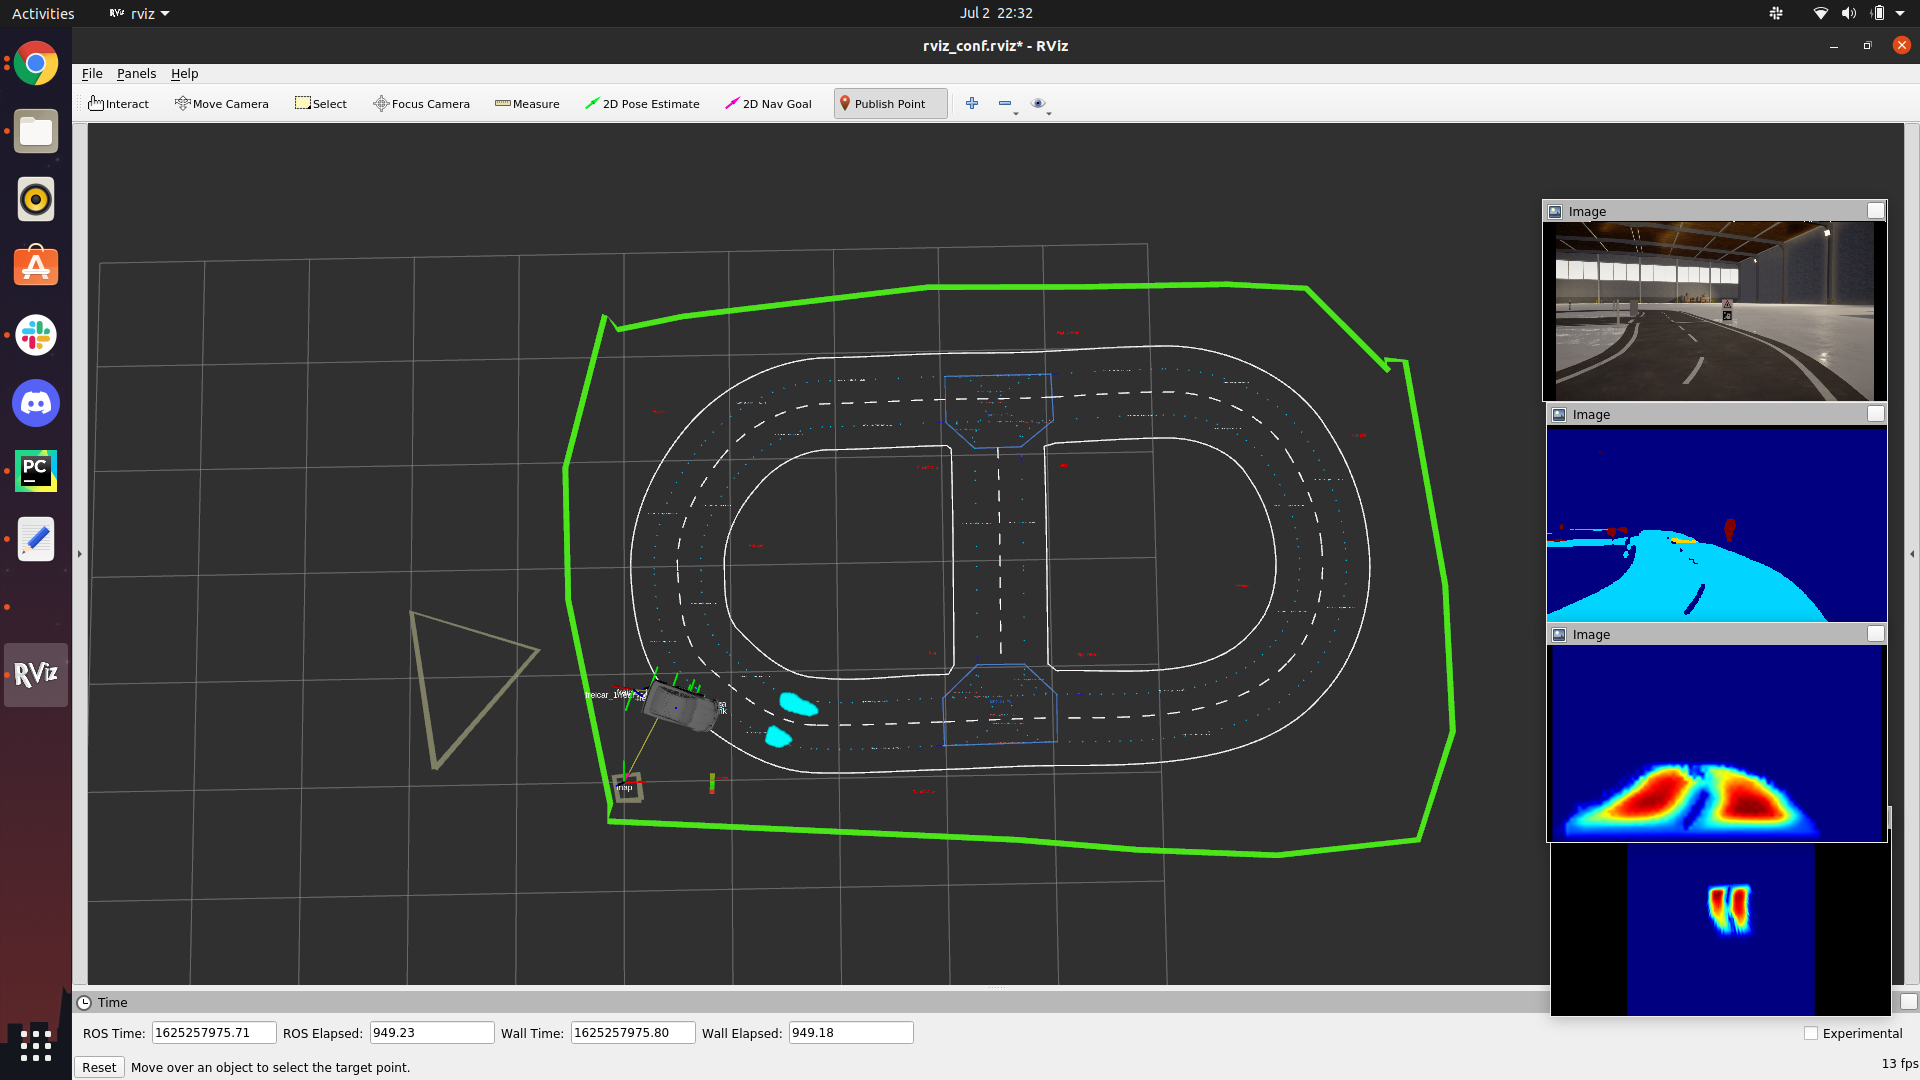 Activities
RViz rviz
Jul 2 22:32
rviz_conf.rviz* - RViz
File Panels Help
Interact Move Camera Select Focus Camera Measure 2D Pose Estimate 2D Nav Goal Publish Point
Image
Image
Image
PC
RViz
map
Time
ROS Time: 1625257975.71 ROS Elapsed: 949.23 Wall Time: 1625257975.80 Wall Elapsed: 949.18 Experimental
Reset Move over an object to select the target point. 13 fps